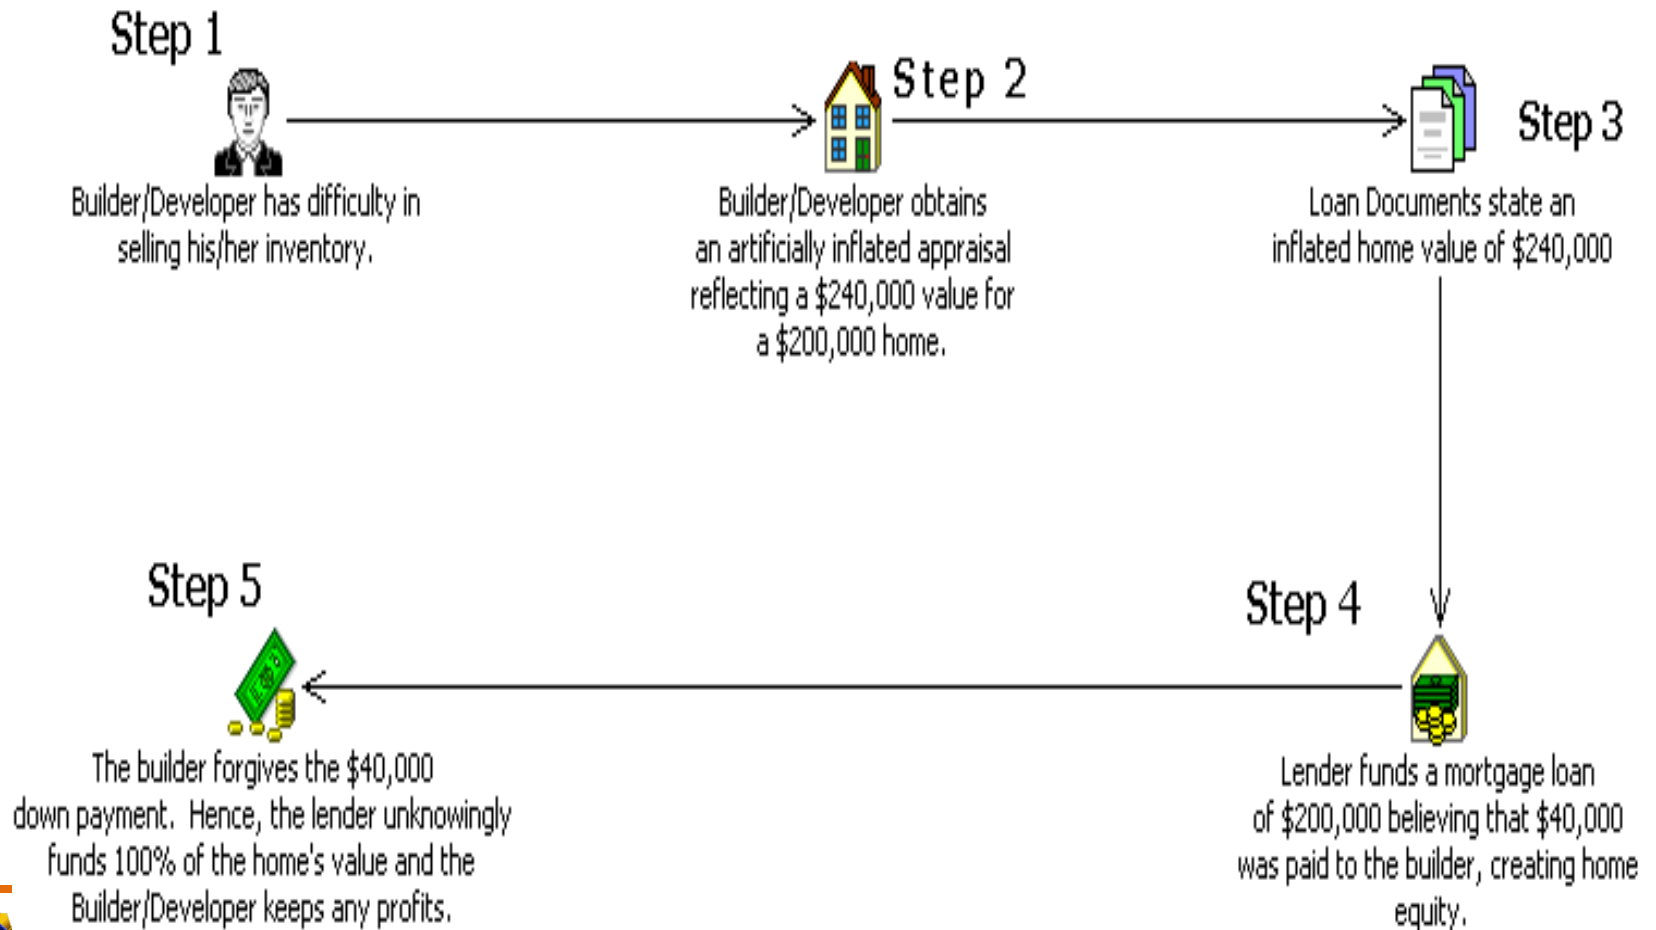 Step 1
Builder/Developer has difficulty in
selling his/her inventory.
Step 2
Builder/Developer obtains
an artificially inflated appraisal
reflecting a $240,000 value for
a $200,000 home.
Step 3
Loan Documents state an
inflated home value of $240,000
Step 4
Lender funds a mortgage loan
of $200,000 believing that $40,000
was paid to the builder, creating home
equity.
Step 5
The builder forgives the $40,000
down payment. Hence, the lender unknowingly
funds 100% of the home's value and the
Builder/Developer keeps any profits.